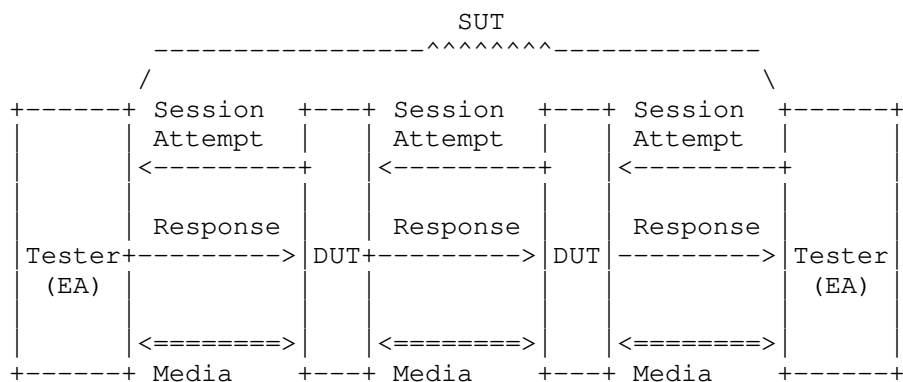 SUT
Session Session Session
Attempt Attempt Attempt
Response Response Response
Tester DUT DUT Tester
(EA) (EA)
Media Media Media